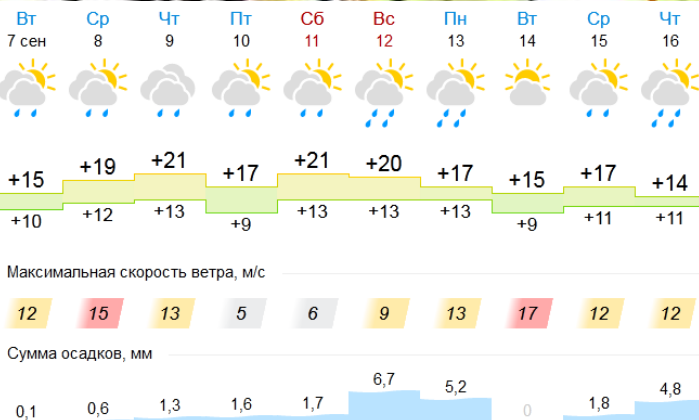 Вт Ср Чт Пт Сб Вс Пн Вт Ср Чт
7 сен 8 9 10 11 12 13 14 15 16
+15 +19 +21 +17 +21 +20 +17 +15 +17 +14
+10 +12 +13 +9 +13 +13 +13 +9 +11 +11
Максимальная скорость ветра, м/с
12 15 13 5 6 9 13 17 12 12
Сумма осадков, мм
0,1 0,6 1,3 1,6 1,7 6,7 5,2 0 1,8 4,8